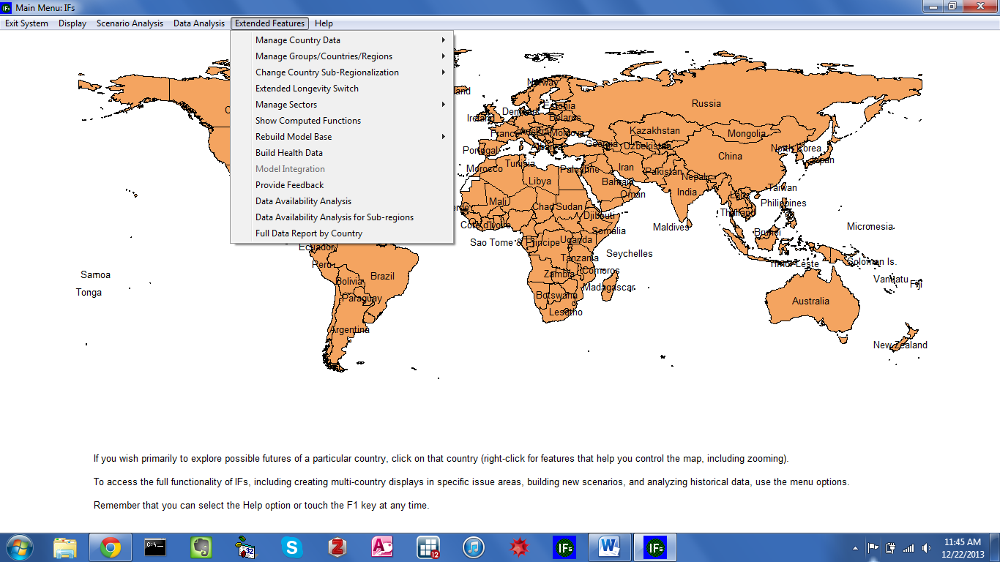 Main Menu: IFs
Exit System Display Scenario Analysis Data Analysis Extended Features Help
Manage Country Data
Manage Groups/Countries/Regions
Change Country Sub-Regionalization
Extended Longevity Switch
Manage Sectors
Show Computed Functions
Rebuild Model Base
Build Health Data
Model Integration
Provide Feedback
Data Availability Analysis
Data Availability Analysis for Sub-regions
Full Data Report by Country
Norway
Russia
Estonia
Denmark
Belarus
Ireland
France
Austria
Moldova
Kazakhstan
Mongolia
Portugal
Albania
Georgia
Uzbekistan
North Korea
China
Japan
Morocco
Tunisia
Palestine
Iran
Pakistan
Nepal
Libya
Bahrain
Taiwan
India
Oman
Laos
Mali
Chad
Sudan
Philippines
Thailand
Djibouti
Cote d'Ivoire
Somalia
Maldives
Micronesia
Brunei
Sao Tome & Principe
Uganda
Ecuador
Seychelles
Tanzania
Peru
Timor-Leste
Soloman Is.
Samoa
Bolivia
Brazil
Zambia
Comoros
Vanuatu
Fiji
Tonga
Madagascar
Paraguay
Botswana
Australia
Lesotho
Argentina
New Zealand
If you wish primarily to explore possible futures of a particular country, click on that country (right-click for features that help you control the map, including zooming).
To access the full functionality of IFs, including creating multi-country displays in specific issue areas, building new scenarios, and analyzing historical data, use the menu options.
Remember that you can select the Help option or touch the F1 key at any time.
C:\_
32
12
IFs
IFs
11:45 AM
12/22/2013